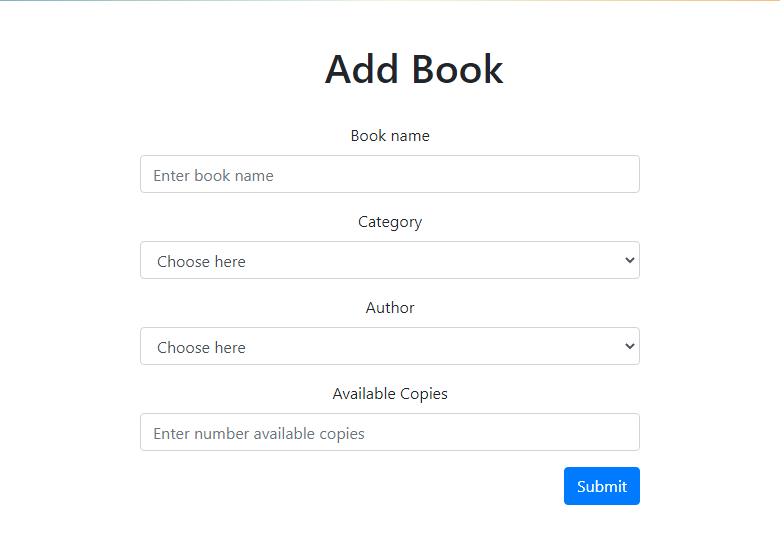 Add Book
Book name
Enter book name
Category
Choose here
Author
Choose here
Available Copies
Enter number available copies
Submit